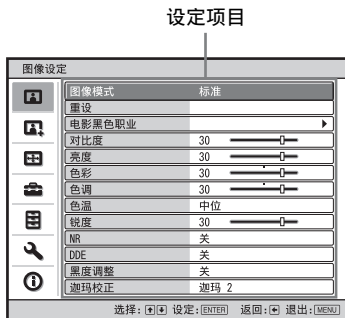 设定项目
图像设定
图像模式 标准
重设
电影黑色职业
对比度 30
亮度 30
色彩 30
色调 30
色温 中位
锐度 30
NR 关
DDE 关
黑度调整 关
迦玛校正 迦玛 2
选择: 设定: ENTER 返回: 退出: MENU